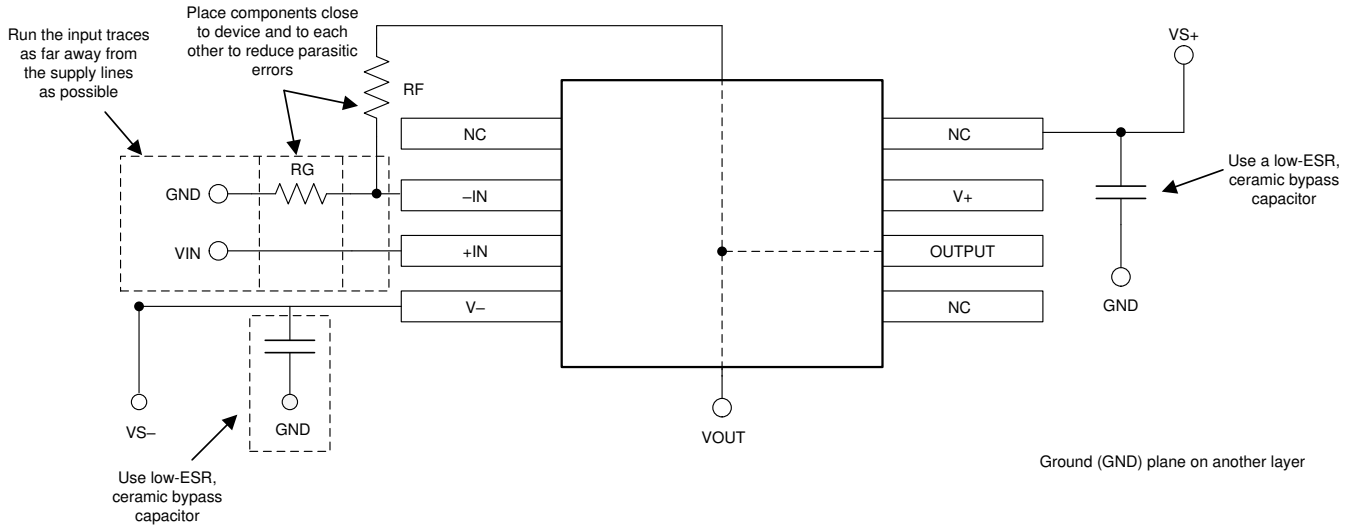 Run the input traces
as far away from
the supply lines
as possible
Place components close
to device and to each
other to reduce parasitic
errors
RF
VS+
NC
NC
Use a low-ESR,
ceramic bypass
capacitor
RG
GND
–IN
V+
VIN
+IN
OUTPUT
GND
V–
NC
VS–
GND
VOUT
Use low-ESR,
ceramic bypass
capacitor
Ground (GND) plane on another layer